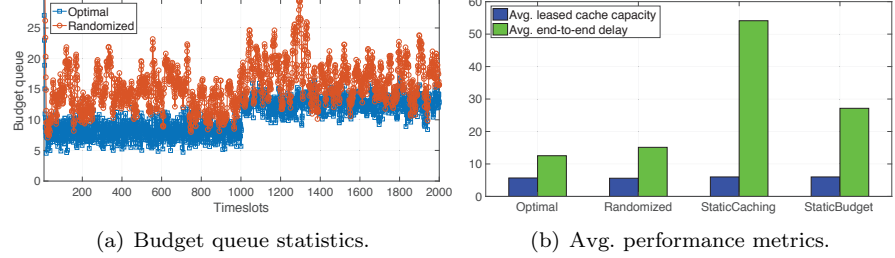 Optimal
Randomized
Budget queue
25
20
15
10
5
0
200 400 600 800 1000 1200 1400 1600 1800 2000
Timeslots
(a) Budget queue statistics.
60
50
40
30
20
10
0
Avg. leased cache capacity
Avg. end-to-end delay
Optimal Randomized StaticCaching StaticBudget
(b) Avg. performance metrics.